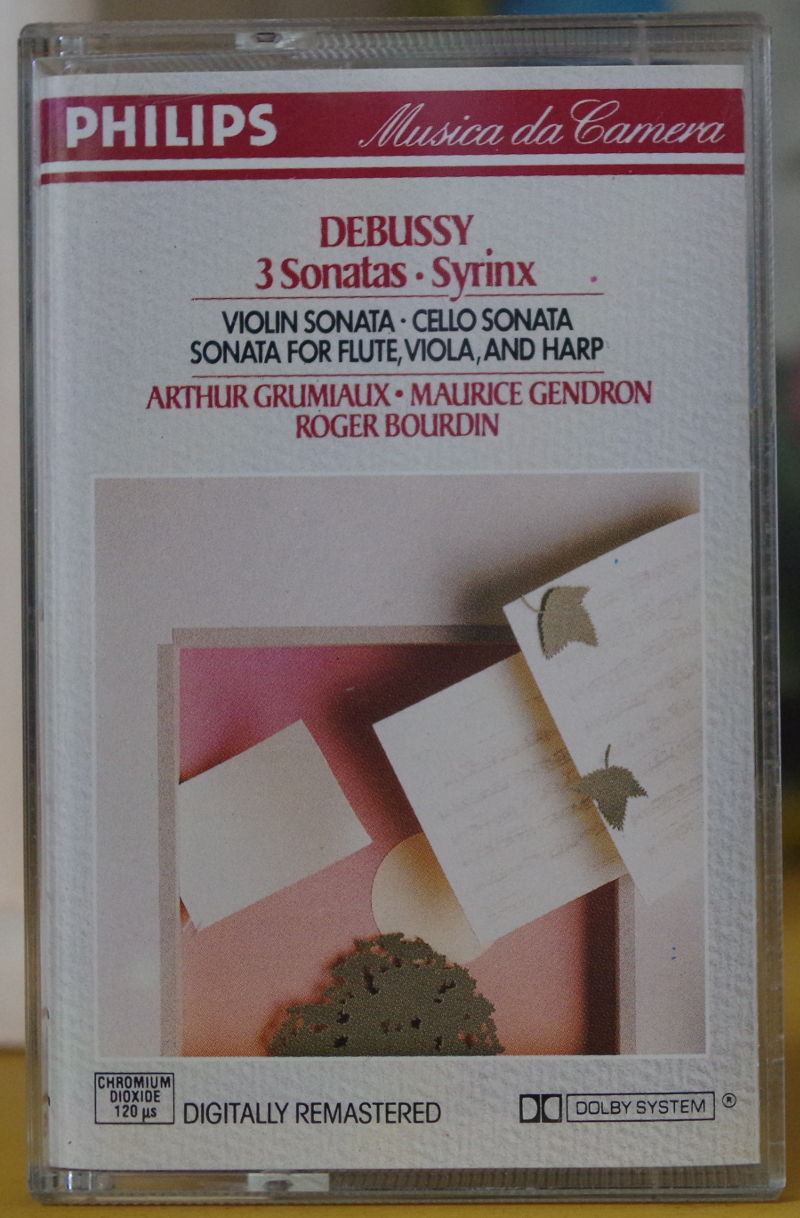 PHILIPS Musica da Camera
DEBUSSY
3 Sonatas · Syrinx
VIOLIN SONATA · CELLO SONATA
SONATA FOR FLUTE, VIOLA, AND HARP
ARTHUR GRUMIAUX · MAURICE GENDRON
ROGER BOURDIN
CHROMIUM
DIOXIDE
120 µs
DIGITALLY REMASTERED
DOLBY SYSTEM ®